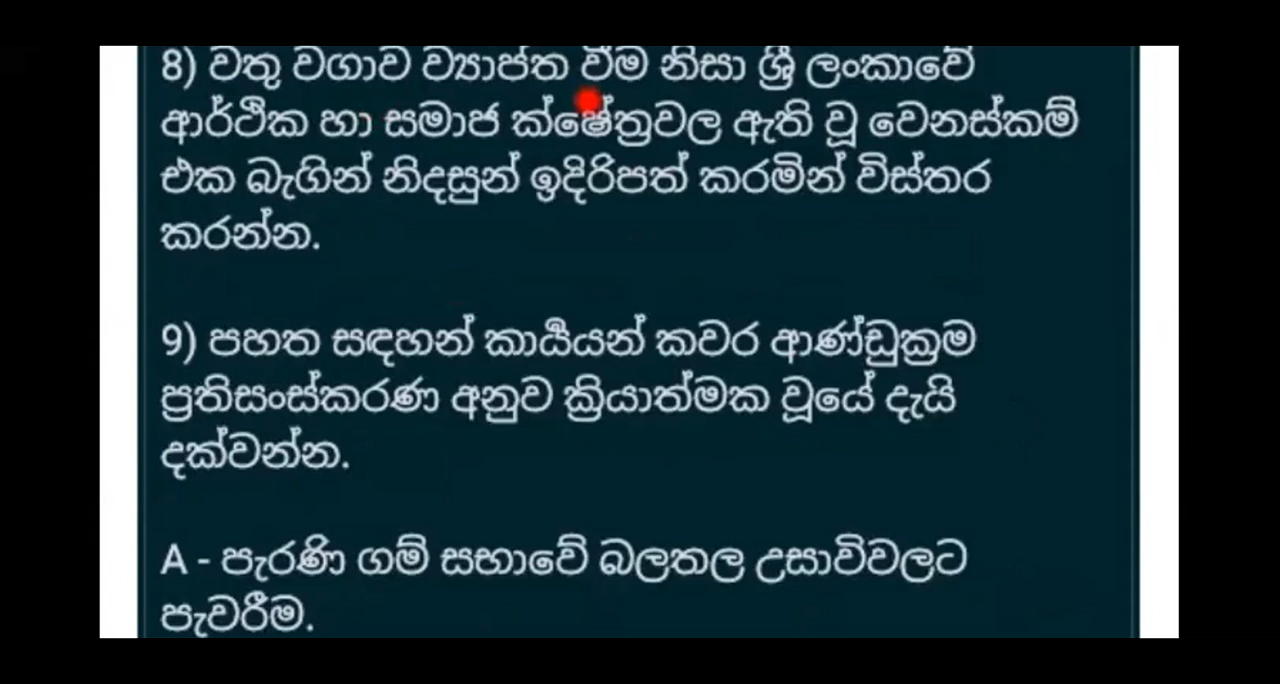 8) වතු වගාව ව්‍යාප්ත වීම නිසා ශ්‍රී ලංකාවේ
ආර්ථික හා සමාජ ක්ෂේත්‍රවල ඇති වූ වෙනස්කම්
එක බැගින් නිදසුන් ඉදිරිපත් කරමින් විස්තර
කරන්න.
9) පහත සඳහන් කාර්‍යයන් කවර ආණ්ඩුක්‍රම
ප්‍රතිසංස්කරණ අනුව ක්‍රියාත්මක වූයේ දැයි
දක්වන්න.
A - පැරණි ගම් සභාවේ බලතල උසාවිවලට
පැවරීම.